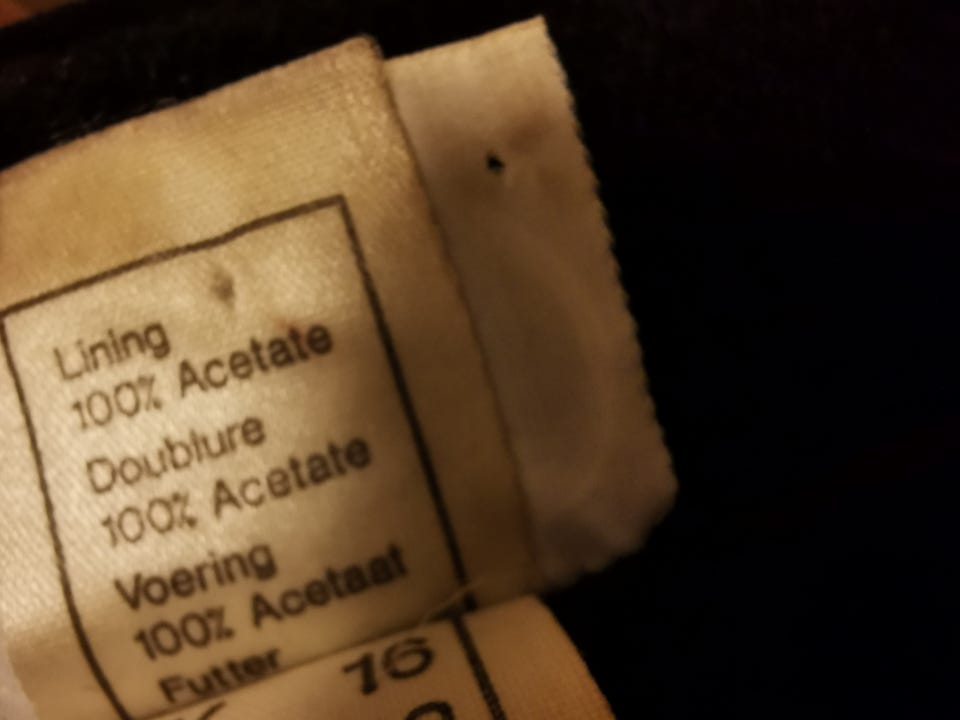 Lining
100% Acetate
Doublure
100% Acetate
Voering
100% Acetaat
Futter
16